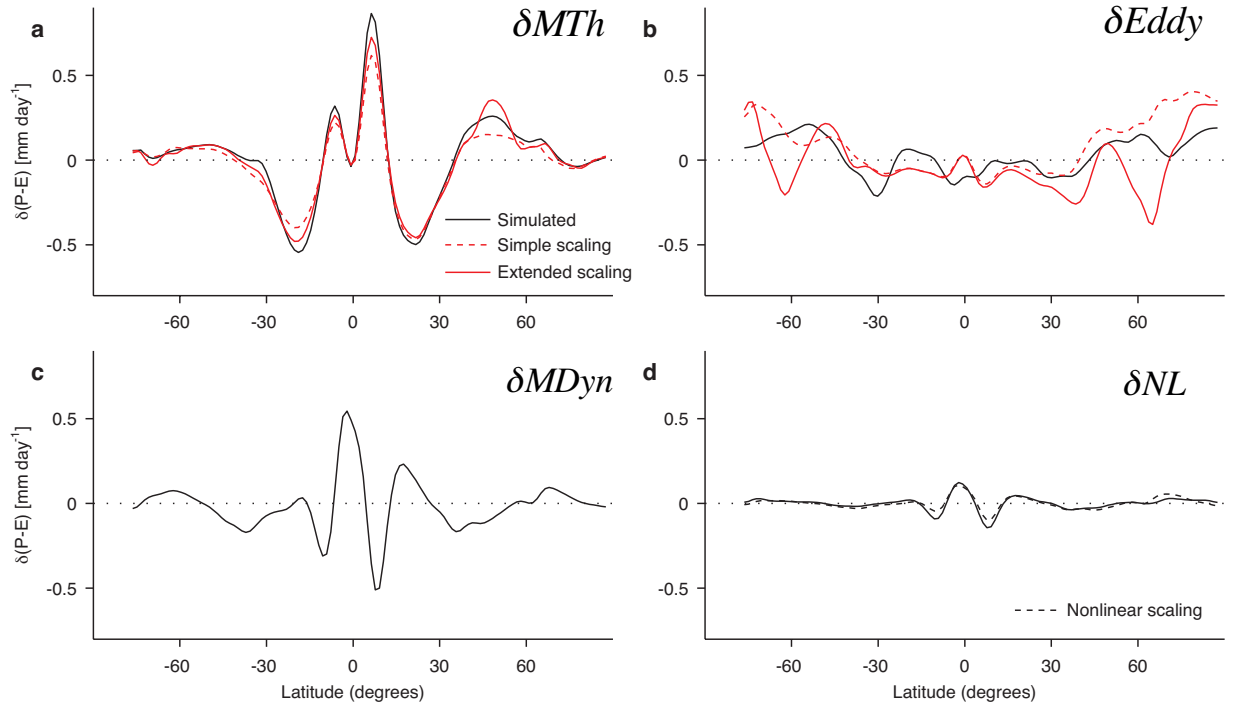 a
δMTh
b
δEddy
0.5
0
-0.5
δ(P-E) [mm day-1]
Simulated
Simple scaling
Extended scaling
-60
-30
0
30
60
0.5
0
-0.5
-60
-30
0
30
60
c
δMDyn
d
δNL
0.5
0
-0.5
δ(P-E) [mm day-1]
-60
-30
0
30
60
Latitude (degrees)
0.5
0
-0.5
Nonlinear scaling
-60
-30
0
30
60
Latitude (degrees)